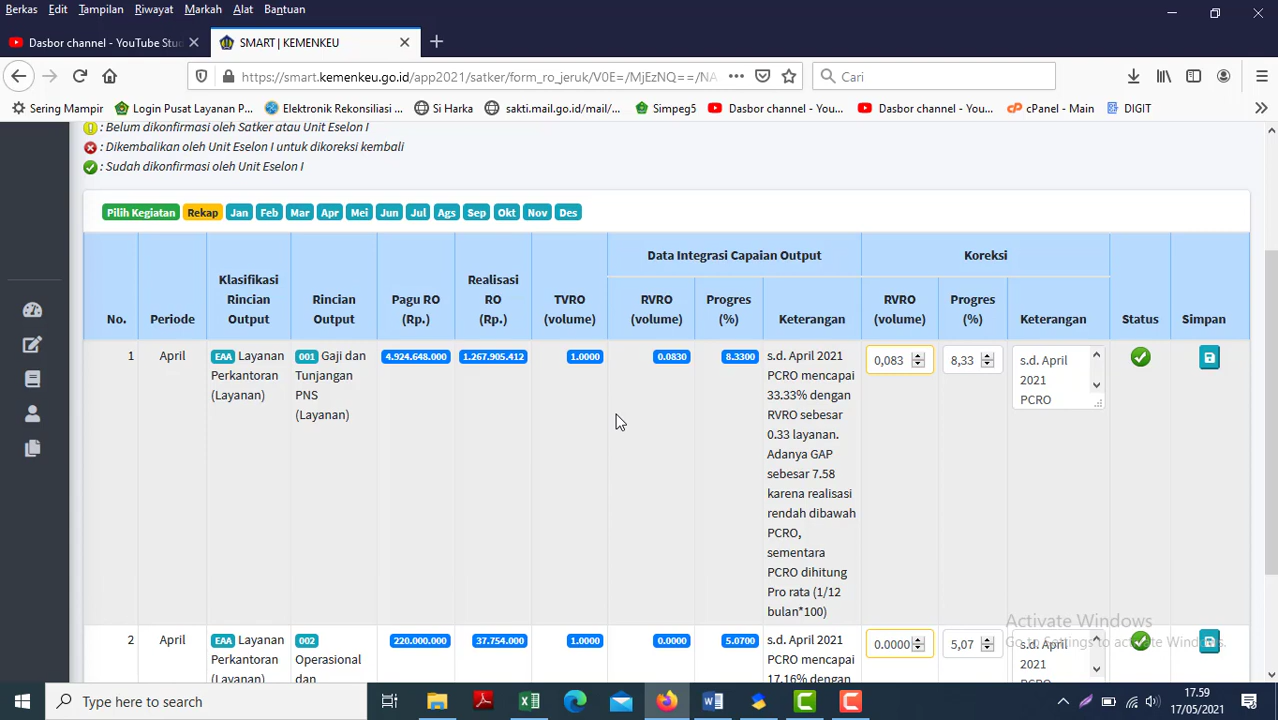 Berkas Edit Tampilan Riwayat Markah Alat Bantuan
Dasbor channel - YouTube Stu
SMART | KEMENKEU
https://smart.kemenkeu.go.id/app2021/satker/form_ro_jeruk/V0E=/MjEzNQ==/NA
Cari
Sering Mampir
Login Pusat Layanan P...
Elektronik Rekonsiliasi ...
Si Harka
sakti.mail.go.id/mail/...
Simpeg5
Dasbor channel - You...
Dasbor channel - You...
cPanel - Main
DIGIT
: Belum dikonfirmasi oleh Satker atau Unit Eselon I
: Dikembalikan oleh Unit Eselon I untuk dikoreksi kembali
: Sudah dikonfirmasi oleh Unit Eselon I
Pilih Kegiatan Rekap Jan Feb Mar Apr Mei Jun Jul Ags Sep Okt Nov Des
No.
Periode
Klasifikasi
Rincian
Output
Rincian
Output
Pagu RO
(Rp.)
Realisasi
RO
(Rp.)
TVRO
(volume)
Data Integrasi Capaian Output
RVRO
(volume)
Progres
(%)
Keterangan
Koreksi
RVRO
(volume)
Progres
(%)
Keterangan
Status
Simpan
1
April
EAA Layanan
Perkantoran
(Layanan)
001 Gaji dan
Tunjangan
PNS
(Layanan)
4.924.648.000
1.267.905.412
1.0000
0.0830
8.3300
s.d. April
2021
PCRO mencapai
33.33% dengan
RVRO sebesar
0.33 layanan.
Adanya GAP
sebesar 7.58
karena realisasi
rendah dibawah
PCRO,
sementara
PCRO dihitung
Pro rata (1/12
bulan*100)
0,083
8,33
s.d. April
2021
PCRO
2
April
EAA Layanan
Perkantoran
(Layanan)
002
Operasional
dan
220.000.000
37.754.000
1.0000
0.0000
5.0700
s.d. April 2021
PCRO mencapai
17.16% dengan
0.0000
5,07
s.d. April
2021
Activate Windows
Go to Settings to activate Windows.
Type here to search
17.59
17/05/2021